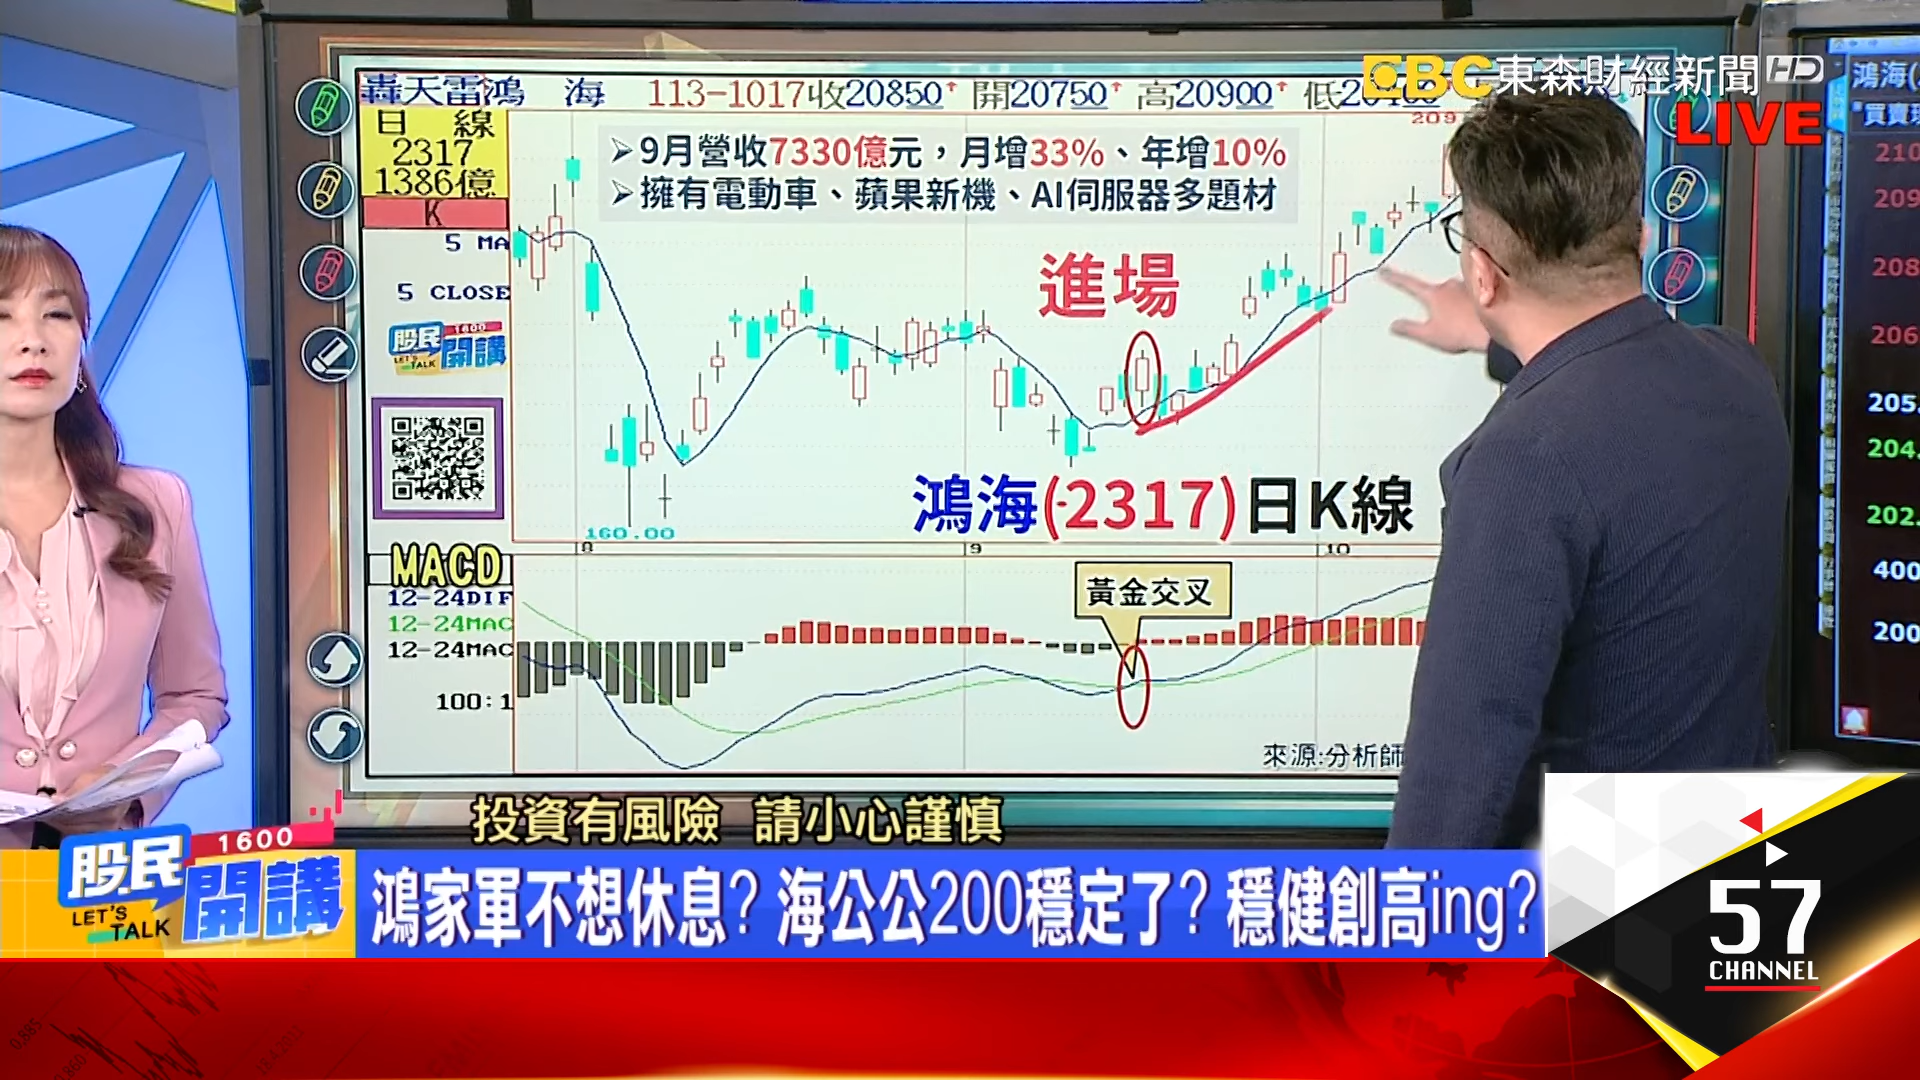 EBC東森財經新聞HD
LIVE
轟天雷鴻 海 113-1017收20850↑ 開20750↑ 高20900↑
日 線
2317
1386億
K
5 MA
5 CLOSE
股民 1600
LET'S TALK 開講
➢9月營收7330億元，月增33%、年增10%
➢擁有電動車、蘋果新機、AI伺服器多題材
209
進場
鴻海(-2317)日K線
160.00
8 9 10
MACD
12-24DIF
12-24MAC
12-24MAC
100:1
黃金交叉
來源:分析師
鴻海(
210
209
208
206
205.
204.
202.
400
200
投資有風險 請小心謹慎
股民 1600
LET'S TALK 開講
鴻家軍不想休息? 海公公200穩定了? 穩健創高ing?
57
CHANNEL